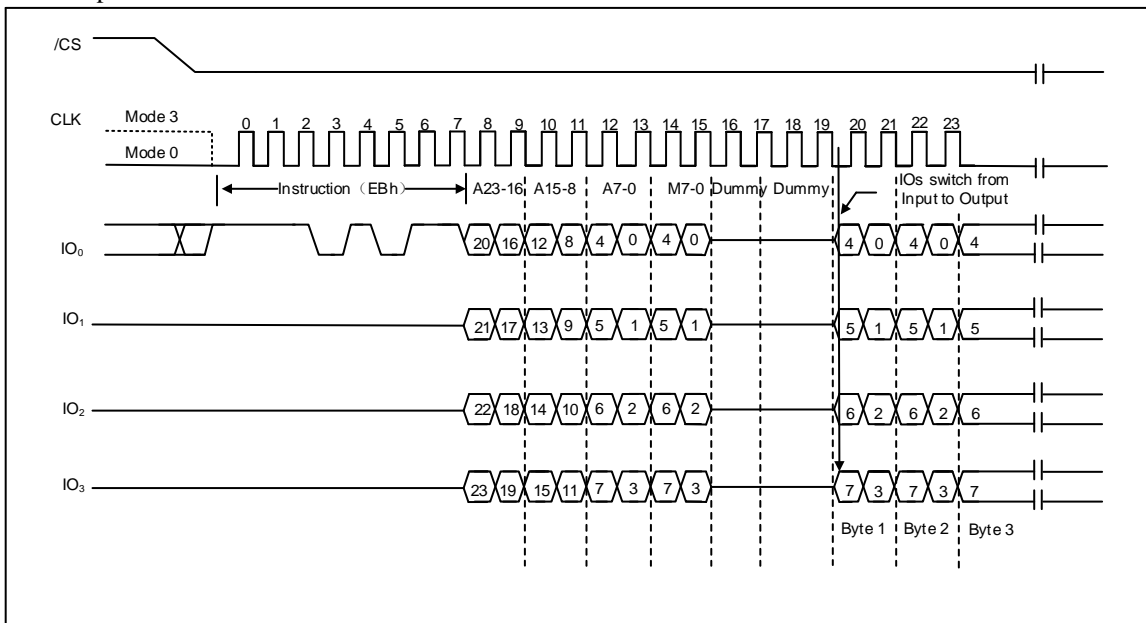 /CS
CLK
Mode 3
Mode 0
0 1 2 3 4 5 6 7 8 9 10 11 12 13 14 15 16 17 18 19 20 21 22 23
Instruction（EBh） A23-16 A15-8 A7-0 M7-0 Dummy Dummy
IOs switch from
Input to Output
IO₀ 20 16 12 8 4 0 4 0 4 0 4 0 4
IO₁ 21 17 13 9 5 1 5 1 5 1 5 1 5
IO₂ 22 18 14 10 6 2 6 2 6 2 6 2 6
IO₃ 23 19 15 11 7 3 7 3 7 3 7 3 7
Byte 1 Byte 2 Byte 3